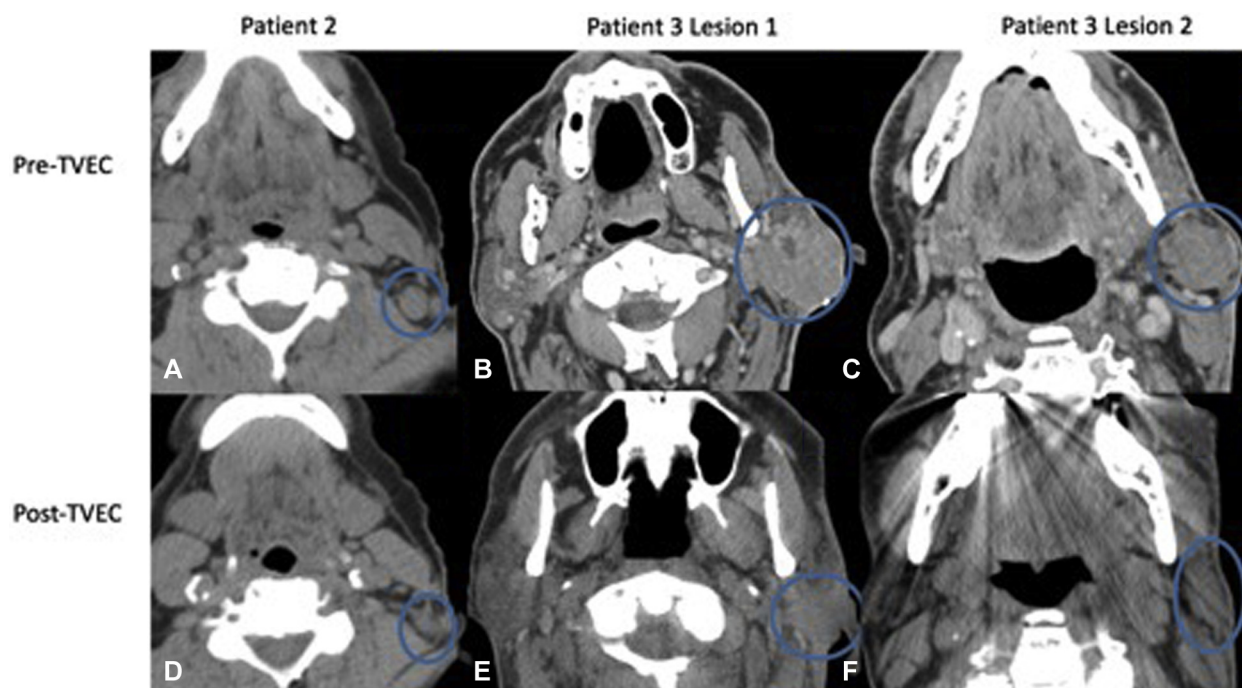 Patient 2 Patient 3 Lesion 1 Patient 3 Lesion 2
Pre-TVEC
A B C
Post-TVEC
D E F